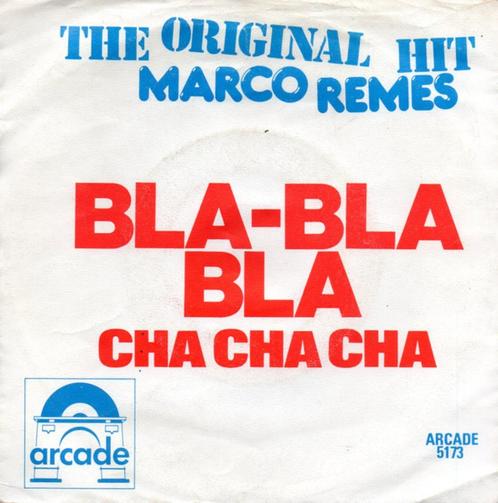 THE ORIGINAL HIT
MARCO REMES
BLA-BLA
BLA
CHA CHA CHA
arcade
ARCADE
5173